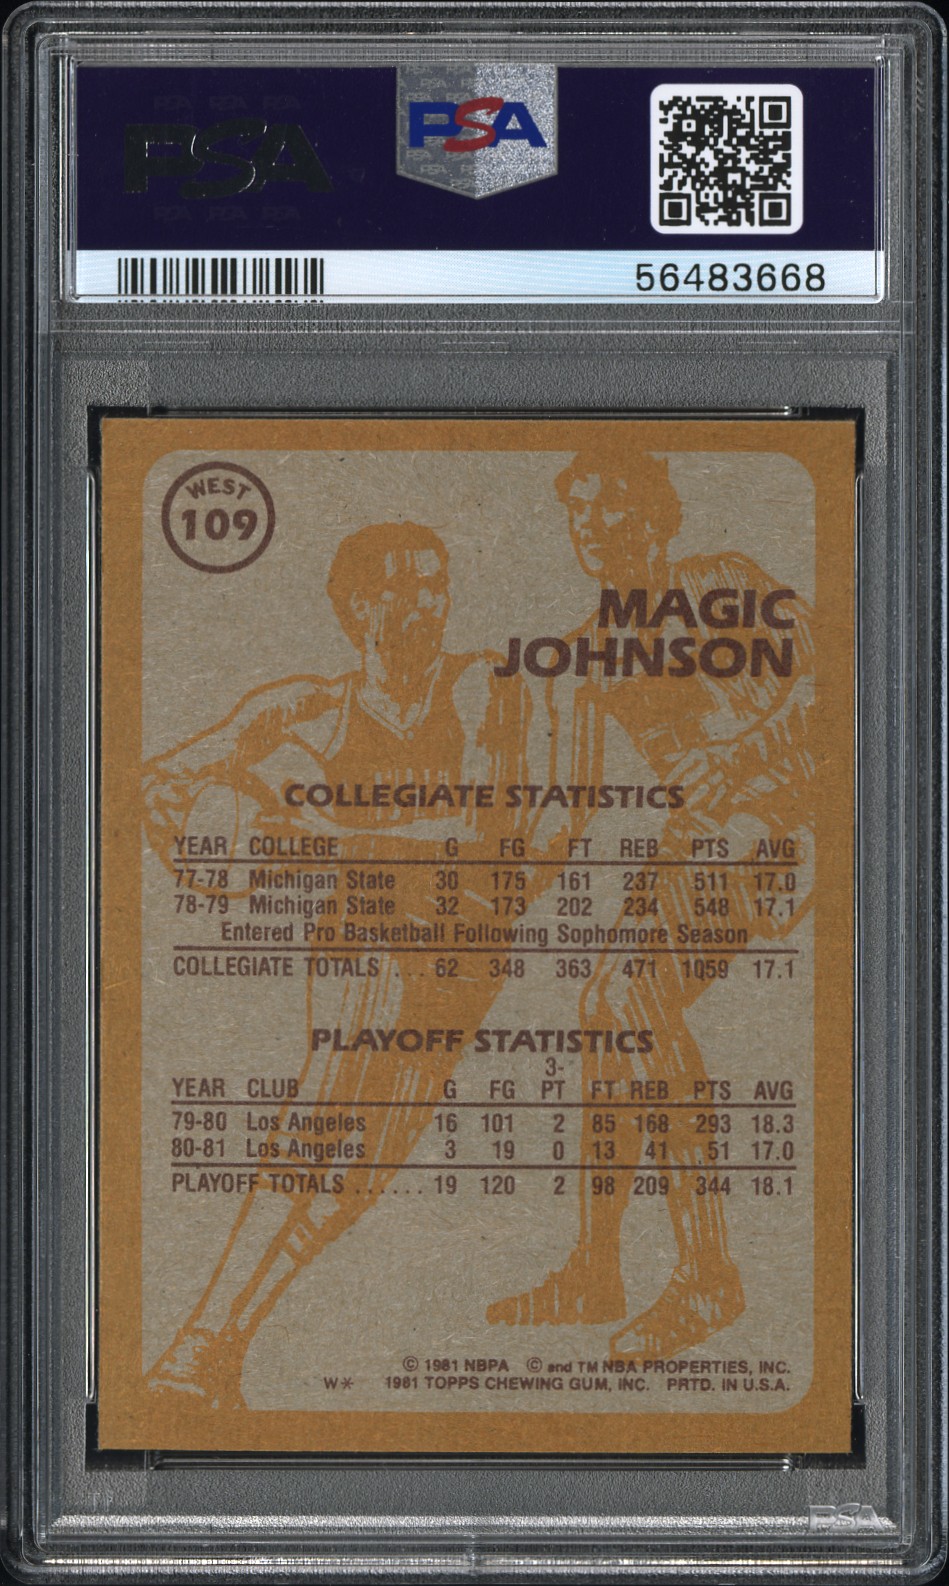 PSA
PSA
56483668
WEST
109
MAGIC
JOHNSON
COLLEGIATE STATISTICS
YEAR COLLEGE G FG FT REB PTS AVG
77-78 Michigan State 30 175 161 237 511 17.0
78-79 Michigan State 32 173 202 234 548 17.1
Entered Pro Basketball Following Sophomore Season
COLLEGIATE TOTALS ... 62 348 363 471 1059 17.1
PLAYOFF STATISTICS
YEAR CLUB G FG 3-PT FT REB PTS AVG
79-80 Los Angeles 16 101 2 85 168 293 18.3
80-81 Los Angeles 3 19 0 13 41 51 17.0
PLAYOFF TOTALS ...... 19 120 2 98 209 344 18.1
© 1981 NBPA © and TM NBA PROPERTIES, INC.
W* 1981 TOPPS CHEWING GUM, INC. PRTD. IN U.S.A.
PSA